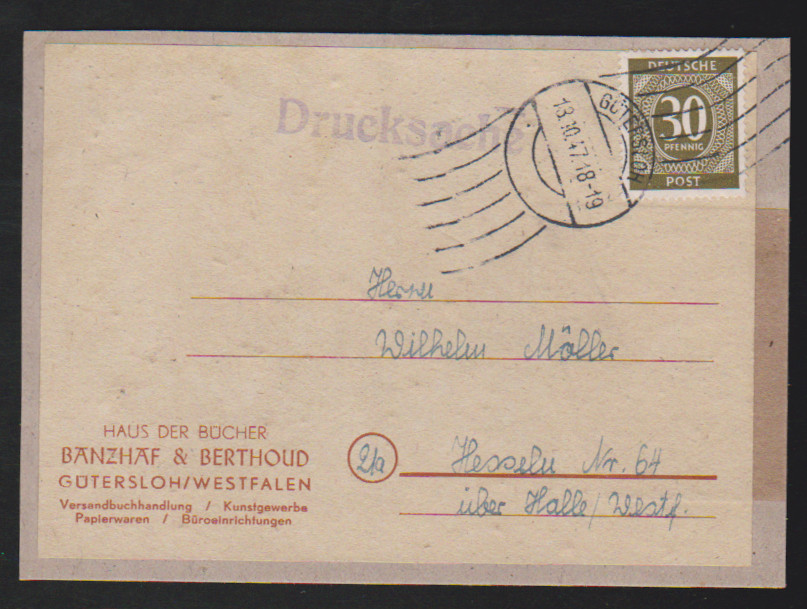 Drucksache
GÜTERSLOH
13.10.47.18-19
DEUTSCHE
30
PFENNIG
POST
Herrn
Wilhelm Möller
HAUS DER BÜCHER
BANZHAF & BERTHOUD
GÜTERSLOH/WESTFALEN
Versandbuchhandlung / Kunstgewerbe
Papierwaren / Büroeinrichtungen
21a
Hesseln Nr. 64
über Halle/Westf.